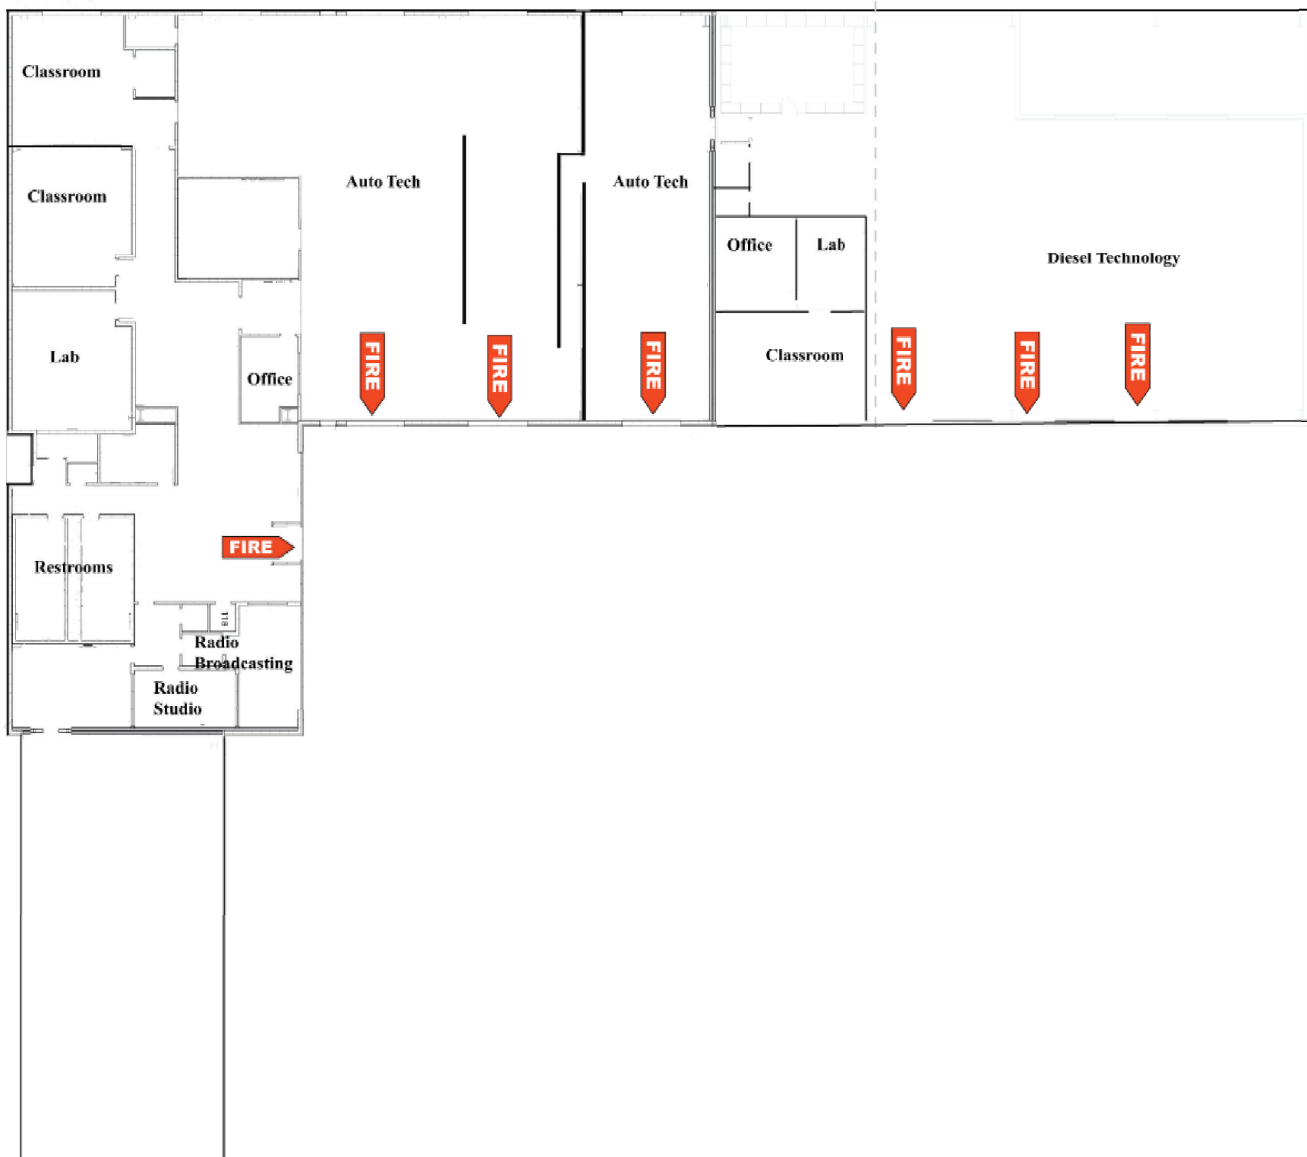 Classroom
Classroom
Auto Tech
Auto Tech
Office
Lab
Diesel Technology
Lab
Office
Classroom
FIRE
FIRE
FIRE
FIRE
FIRE
FIRE
FIRE
Restrooms
118
Radio
Broadcasting
Radio
Studio